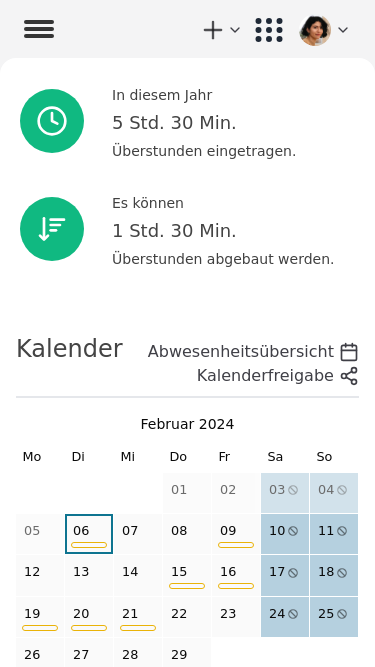 In diesem Jahr
5 Std. 30 Min.
Überstunden eingetragen.
Es können
1 Std. 30 Min.
Überstunden abgebaut werden.
Kalender
Abwesenheitsübersicht
Kalenderfreigabe
Februar 2024
Mo Di Mi Do Fr Sa So
01 02 03 04
05 06 07 08 09 10 11
12 13 14 15 16 17 18
19 20 21 22 23 24 25
26 27 28 29